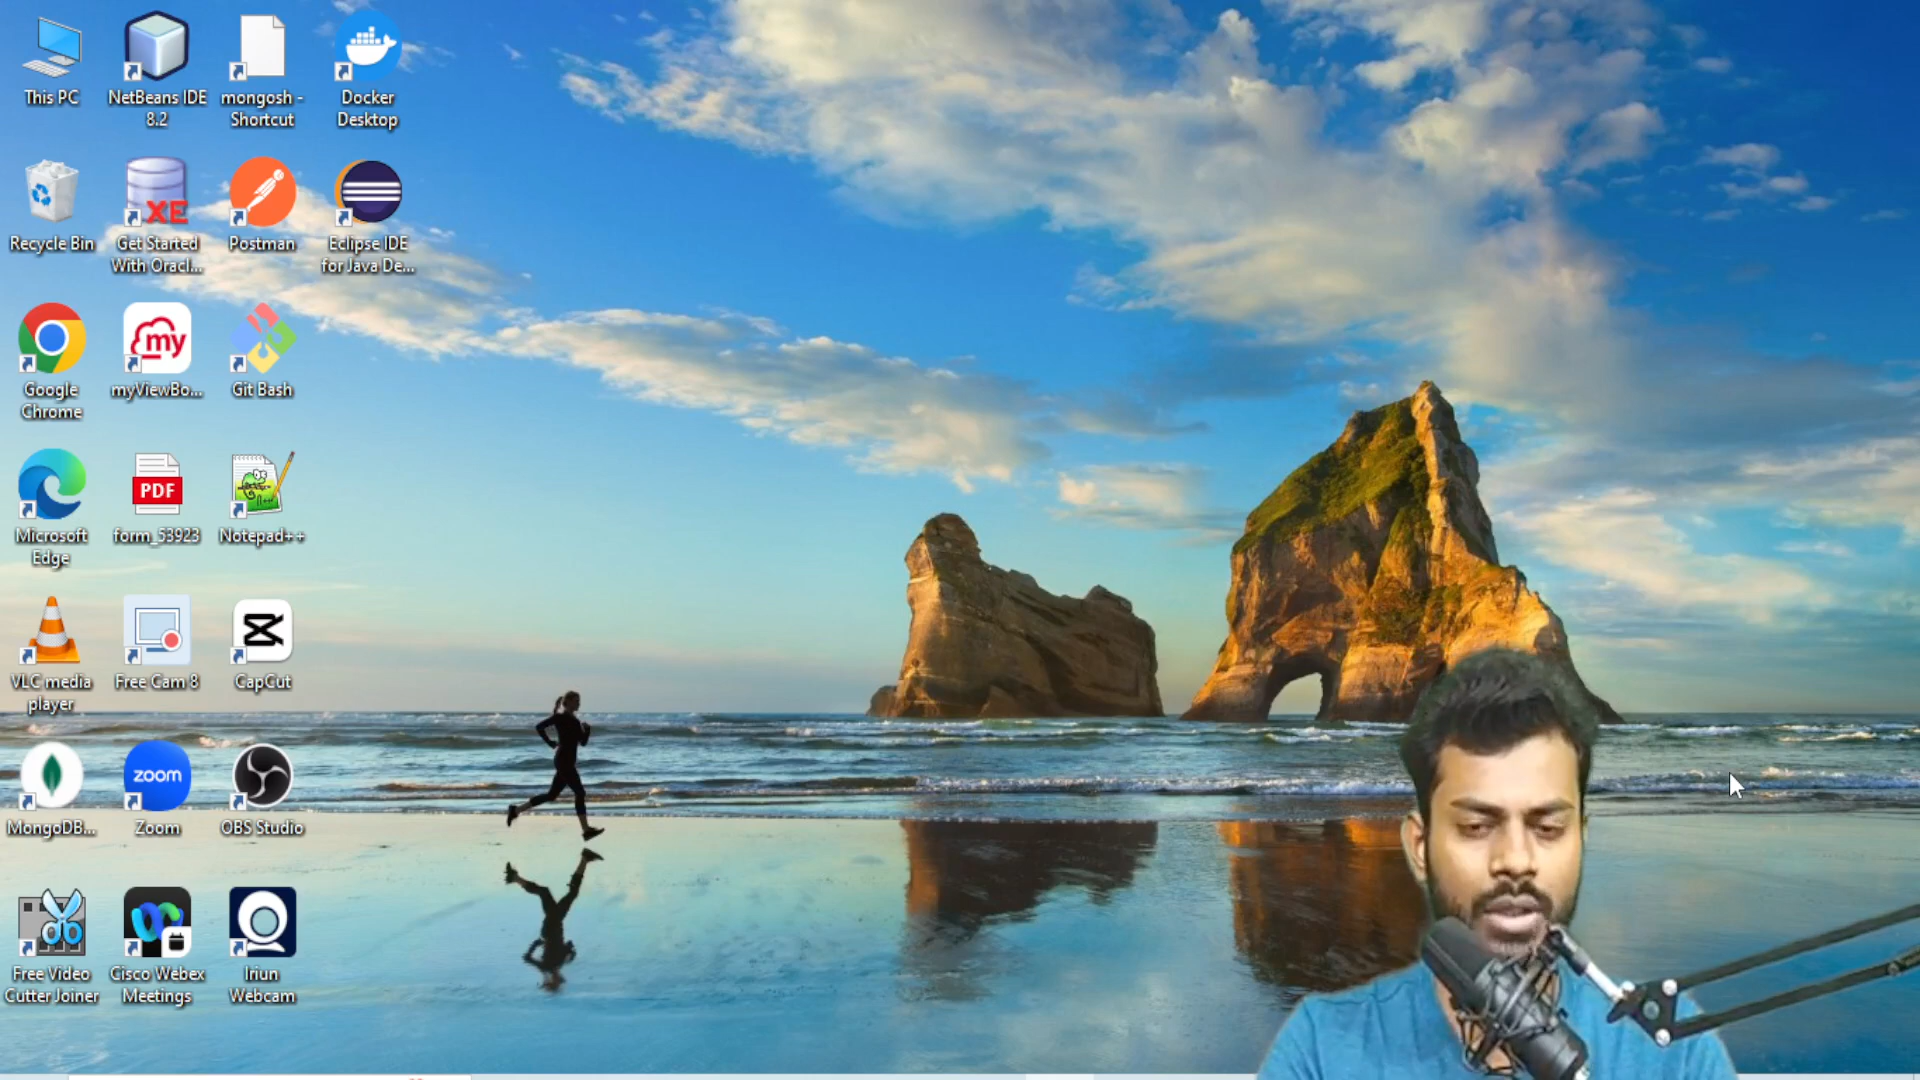 This PC
NetBeans IDE
8.2
mongosh -
Shortcut
Docker
Desktop
Recycle Bin
XE
Get Started
With Oracl...
Postman
Eclipse IDE
for Java De...
Google
Chrome
my
myViewBo...
Git Bash
Microsoft
Edge
PDF
form_53923
Notepad++
VLC media
player
Free Cam 8
CapCut
MongoDB...
zoom
Zoom
OBS Studio
Free Video
Cutter Joiner
Cisco Webex
Meetings
Iriun
Webcam